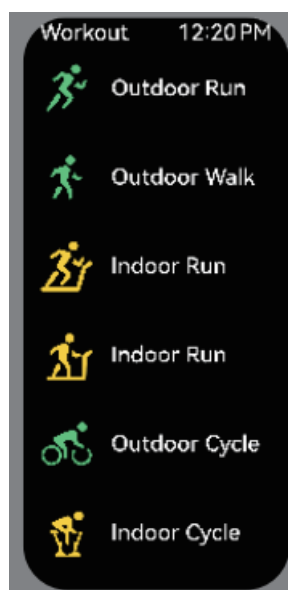 Workout 12:20 PM
Outdoor Run
Outdoor Walk
Indoor Run
Indoor Run
Outdoor Cycle
Indoor Cycle